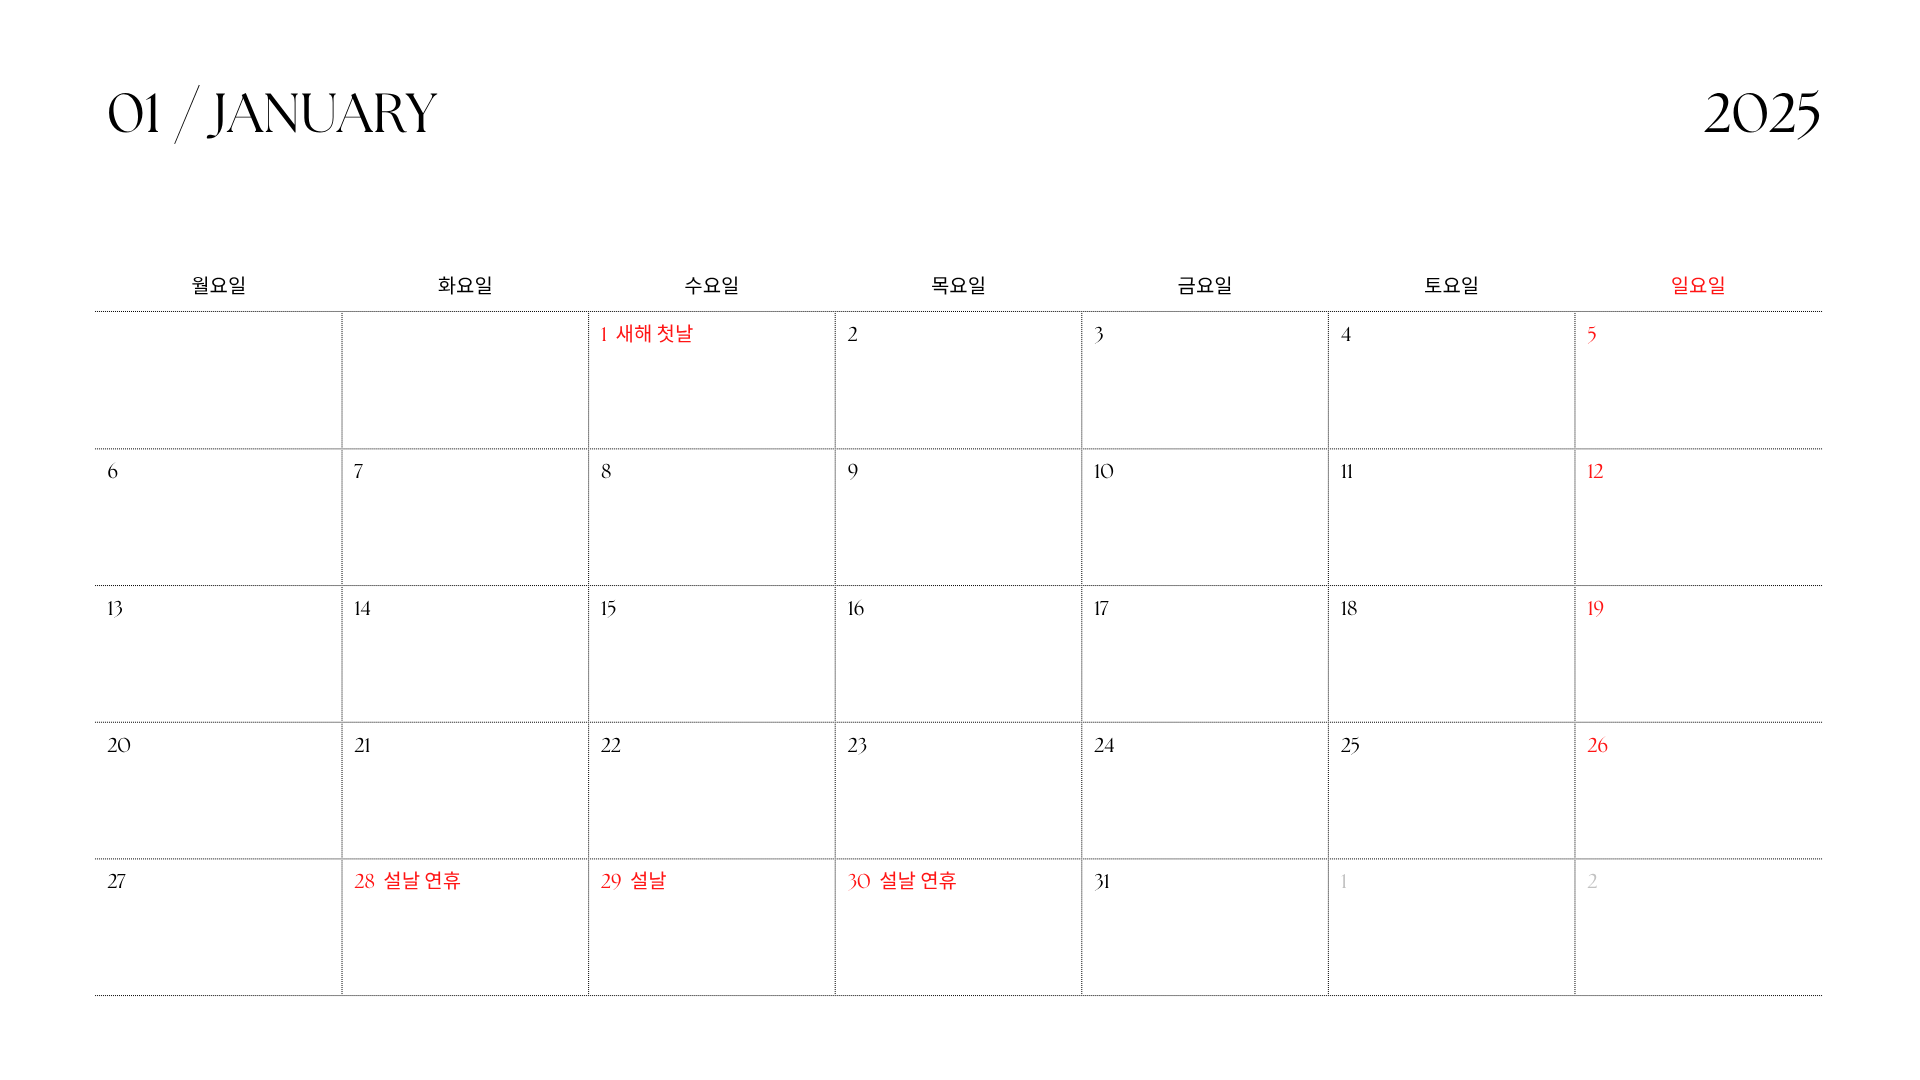 01 / JANUARY 2025
월요일 화요일 수요일 목요일 금요일 토요일 일요일
1 새해 첫날 2 3 4 5
6 7 8 9 10 11 12
13 14 15 16 17 18 19
20 21 22 23 24 25 26
27 28 설날 연휴 29 설날 30 설날 연휴 31 1 2